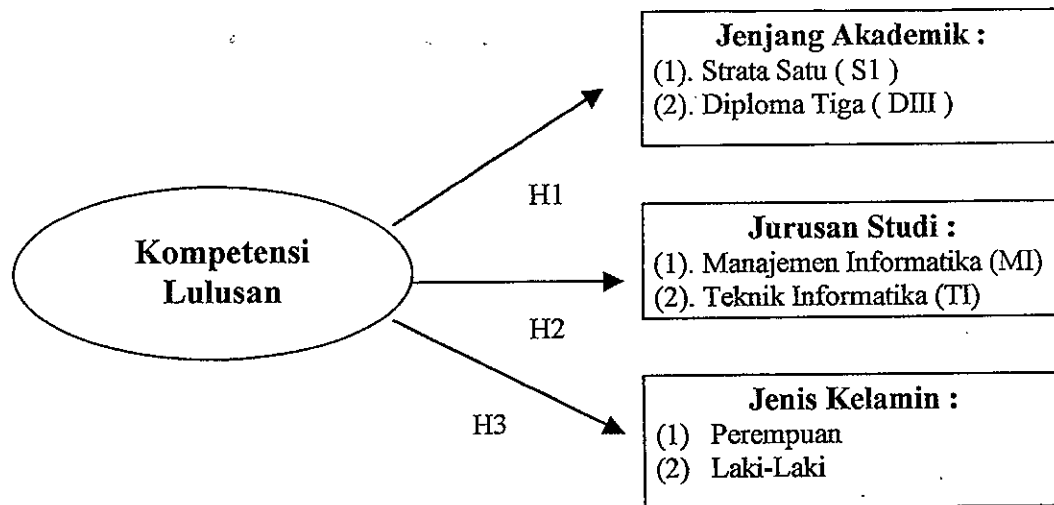 Jenjang Akademik :
(1). Strata Satu ( S1 )
(2). Diploma Tiga ( DIII )
H1
Kompetensi
Lulusan
Jurusan Studi :
(1). Manajemen Informatika (MI)
(2). Teknik Informatika (TI)
H2
H3
Jenis Kelamin :
(1) Perempuan
(2) Laki-Laki